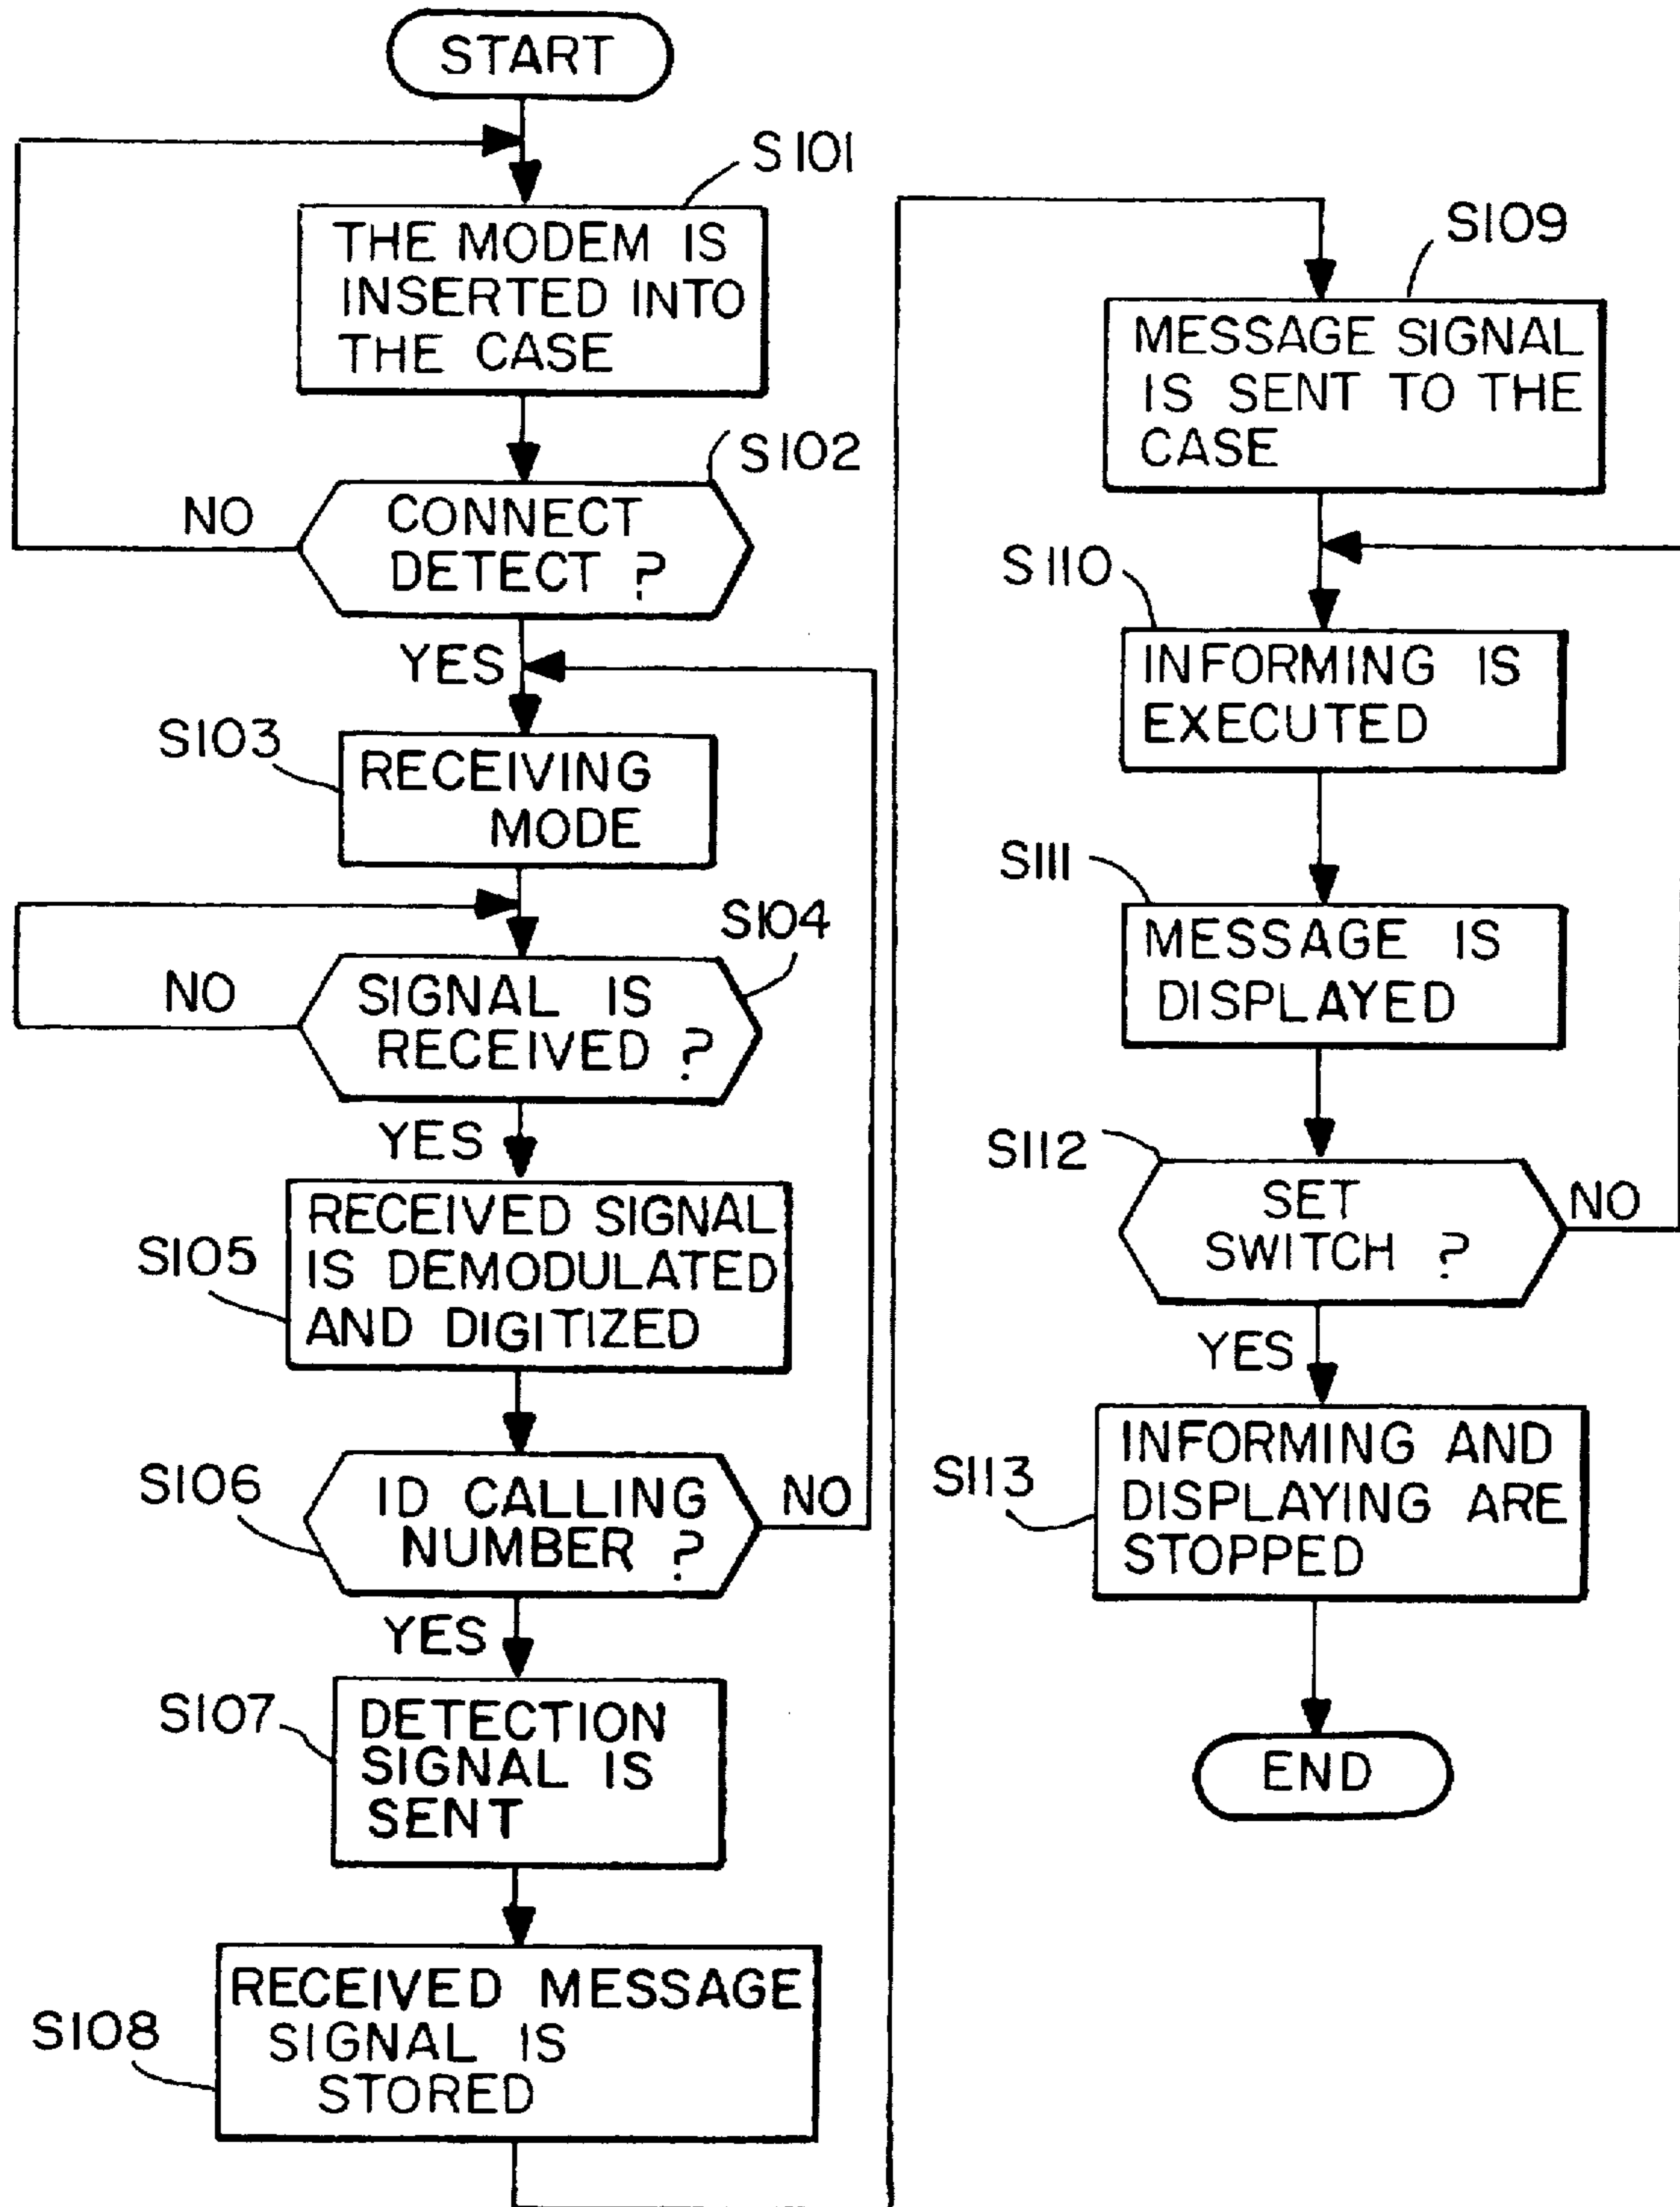 START
S101
THE MODEM IS
INSERTED INTO
THE CASE
S102
CONNECT
DETECT ?
NO
YES
S103
RECEIVING
MODE
S104
SIGNAL IS
RECEIVED ?
NO
YES
S105
RECEIVED SIGNAL
IS DEMODULATED
AND DIGITIZED
S106
ID CALLING
NUMBER ?
NO
YES
S107
DETECTION
SIGNAL IS
SENT
S108
RECEIVED MESSAGE
SIGNAL IS
STORED
S109
MESSAGE SIGNAL
IS SENT TO THE
CASE
S110
INFORMING IS
EXECUTED
S111
MESSAGE IS
DISPLAYED
S112
SET
SWITCH ?
NO
YES
S113
INFORMING AND
DISPLAYING ARE
STOPPED
END